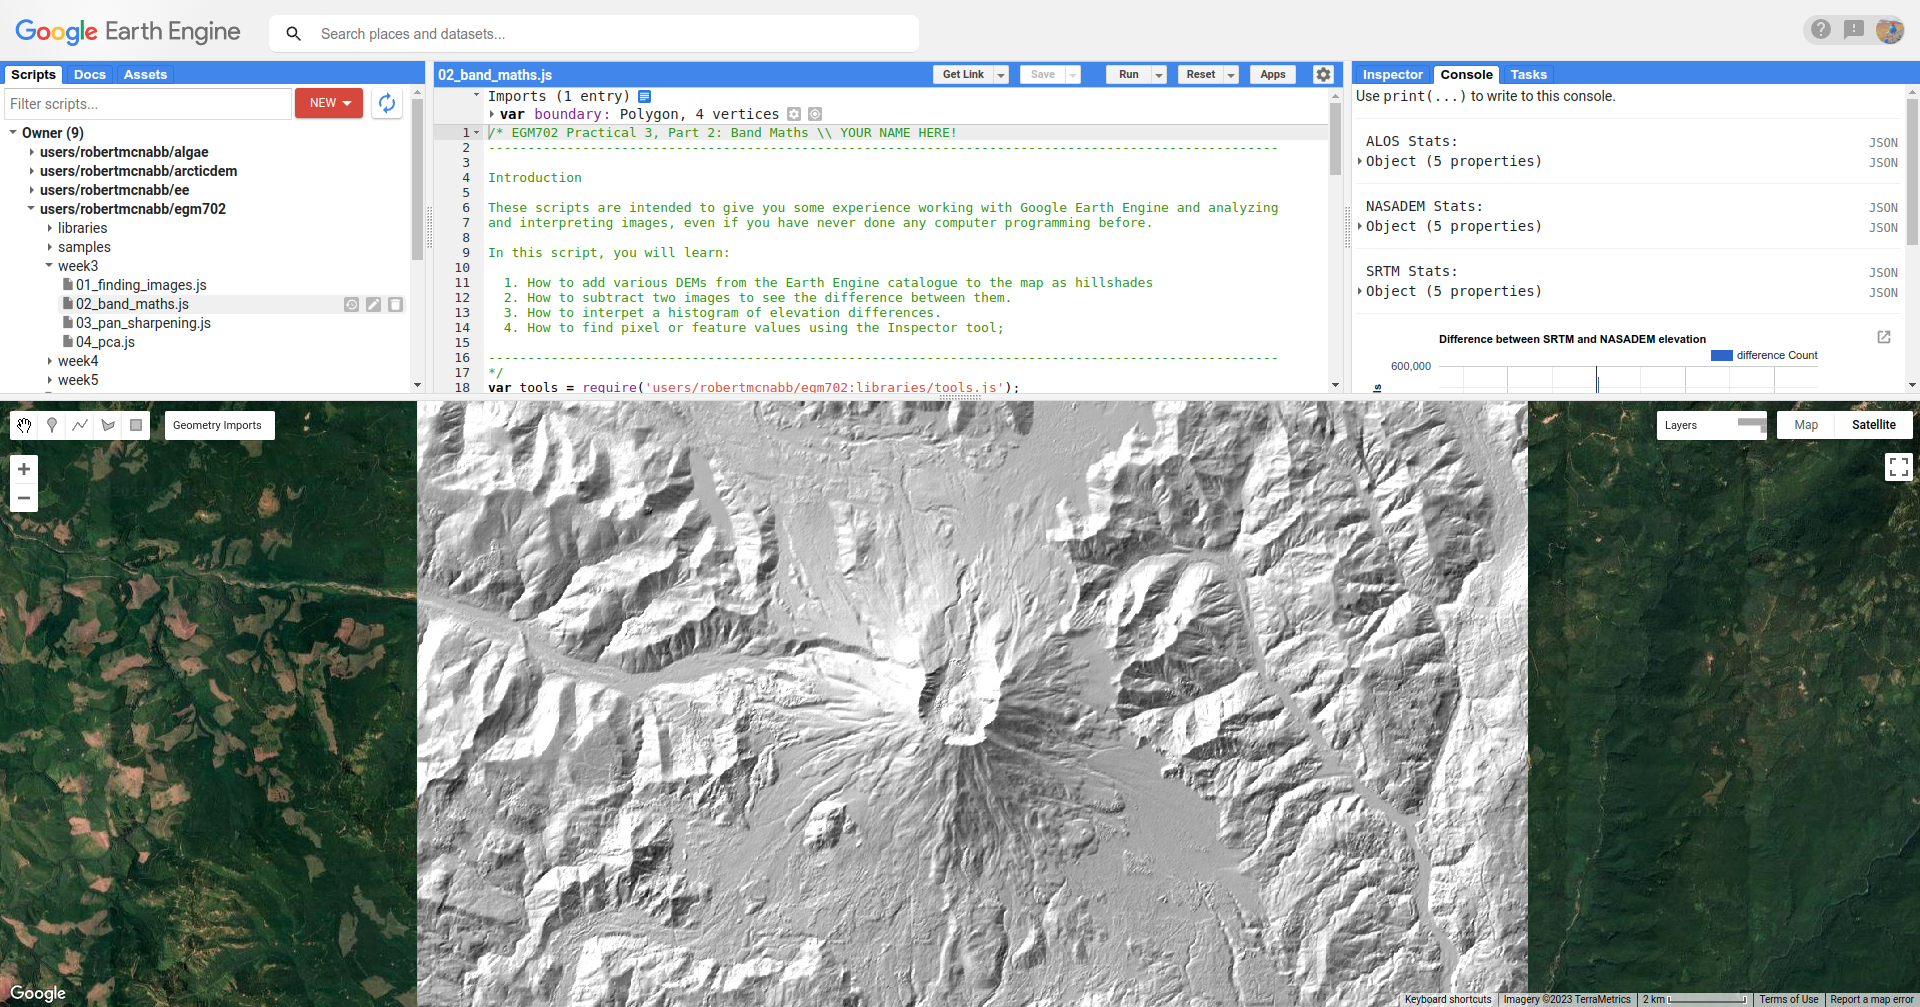 Google Earth Engine
Search places and datasets...
Scripts Docs Assets
Filter scripts...
NEW
Owner (9)
users/robertmcnabb/algae
users/robertmcnabb/arcticdem
users/robertmcnabb/ee
users/robertmcnabb/egm702
libraries
samples
week3
01_finding_images.js
02_band_maths.js
03_pan_sharpening.js
04_pca.js
week4
week5
02_band_maths.js
Get Link Save Run Reset Apps
Imports (1 entry)
var boundary: Polygon, 4 vertices
1 /* EGM702 Practical 3, Part 2: Band Maths \\ YOUR NAME HERE!
2 -----------------------------------------------------------------------------------------------------
3
4 Introduction
5
6 These scripts are intended to give you some experience working with Google Earth Engine and analyzing
7 and interpreting images, even if you have never done any computer programming before.
8
9 In this script, you will learn:
10
11 1. How to add various DEMs from the Earth Engine catalogue to the map as hillshades
12 2. How to subtract two images to see the difference between them.
13 3. How to interpet a histogram of elevation differences.
14 4. How to find pixel or feature values using the Inspector tool;
15
16 -----------------------------------------------------------------------------------------------------
17 */
18 var tools = require('users/robertmcnabb/egm702:libraries/tools.js');
Inspector Console Tasks
Use print(...) to write to this console.
ALOS Stats: JSON
Object (5 properties) JSON
NASADEM Stats: JSON
Object (5 properties) JSON
SRTM Stats: JSON
Object (5 properties) JSON
Difference between SRTM and NASADEM elevation
difference Count
600,000
Geometry Imports
Layers
Map Satellite
Google
Keyboard shortcuts Imagery ©2023 TerraMetrics 2 km Terms of Use Report a map error